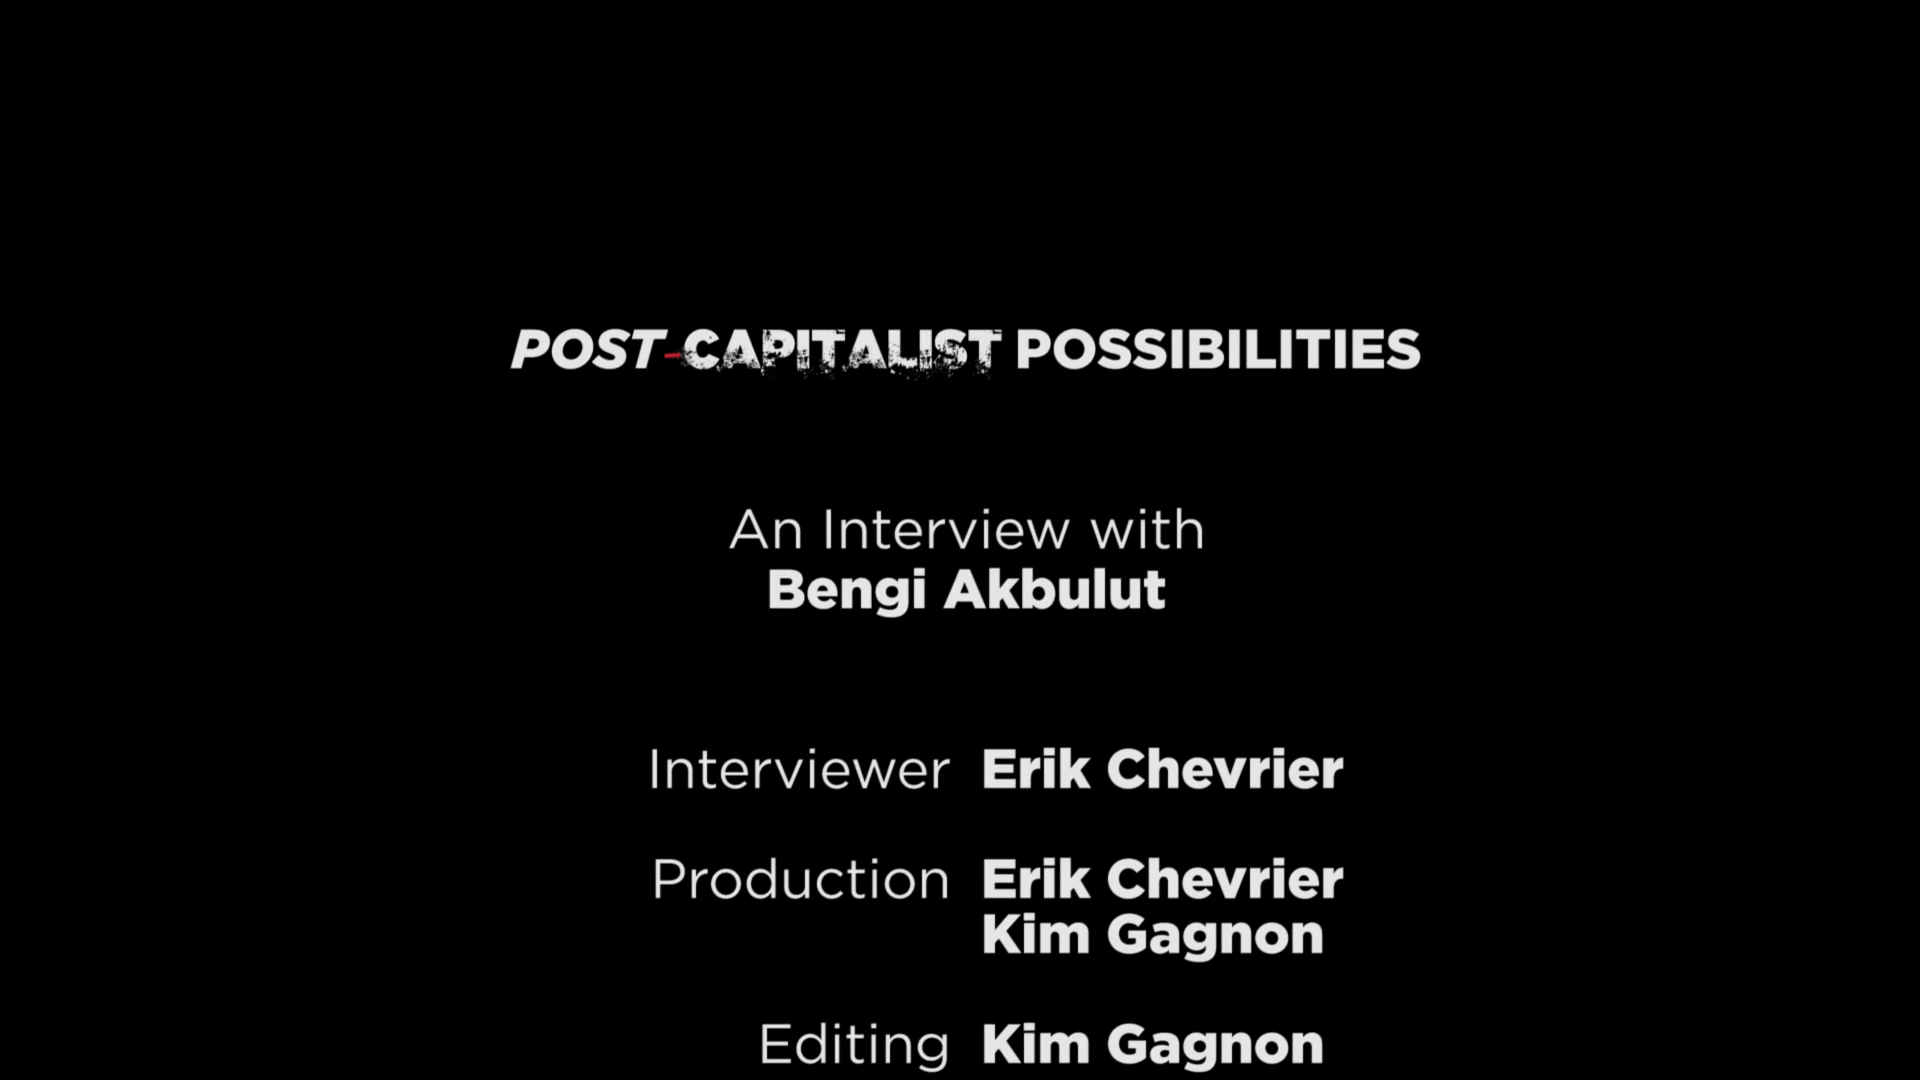 POST-CAPITALIST POSSIBILITIES
An Interview with
Bengi Akbulut
Interviewer Erik Chevrier
Production Erik Chevrier
Kim Gagnon
Editing Kim Gagnon